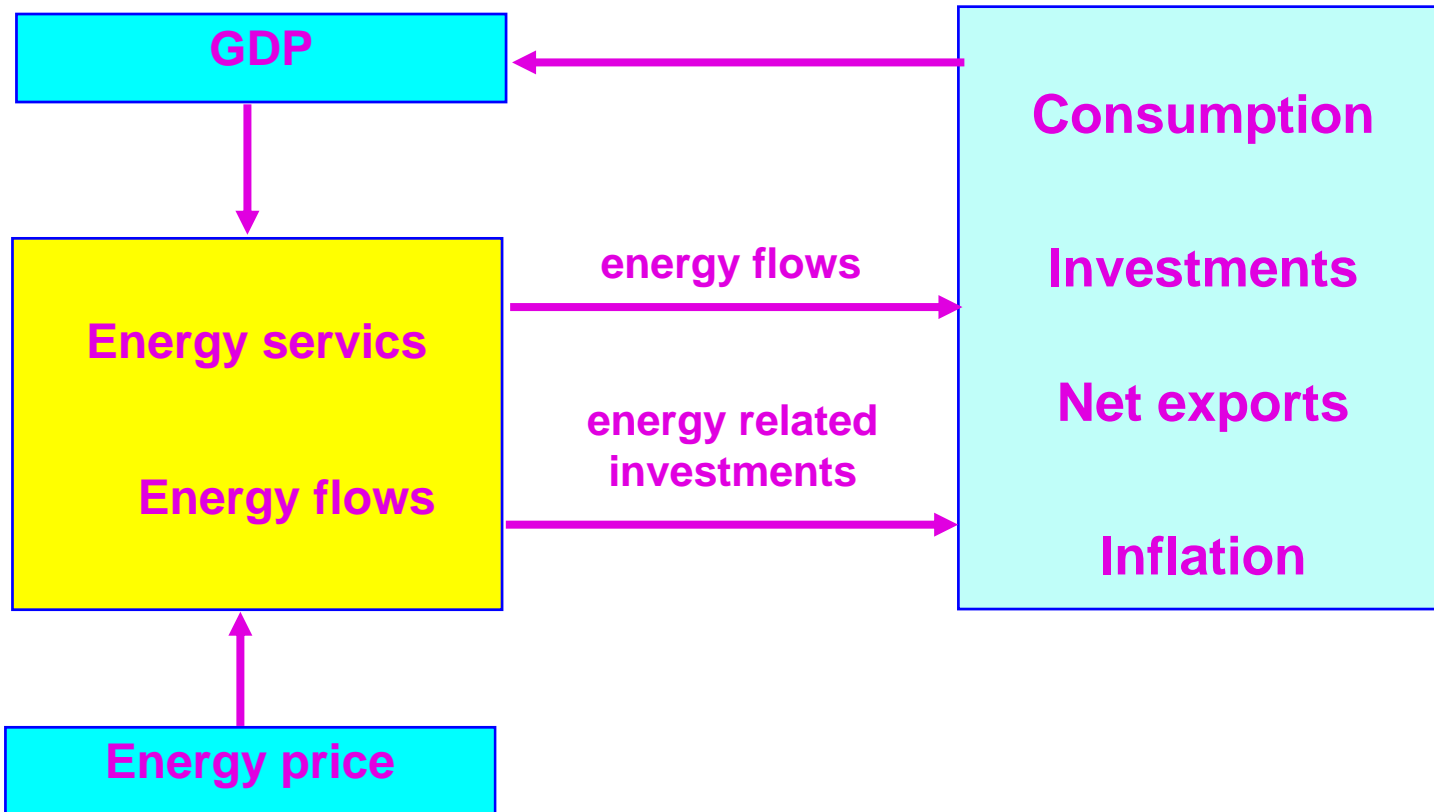 GDP
Consumption
energy flows
Investments
Energy servics
Net exports
energy related
investments
Energy flows
Inflation
Energy price